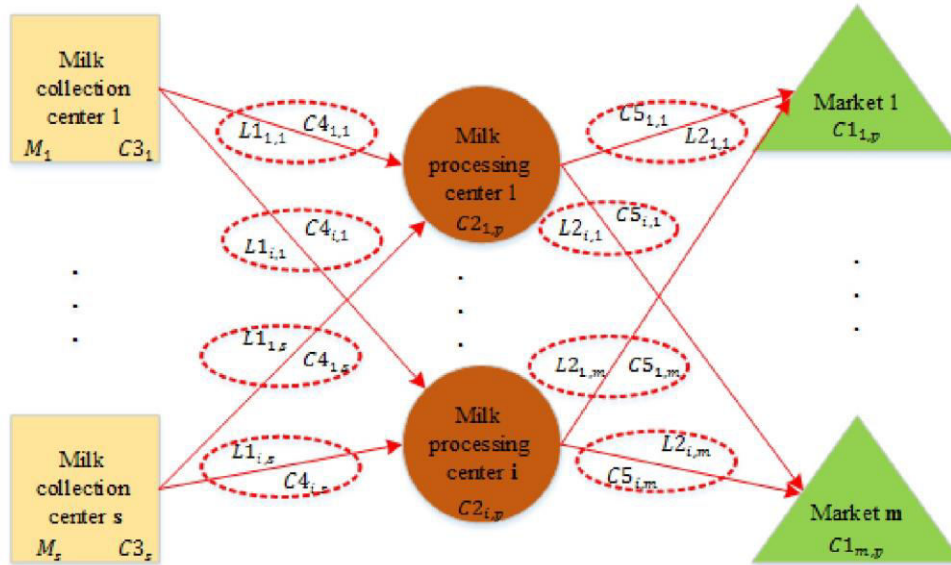 Milk
collection
center 1
M₁ C3₁
L1₁,₁ C4₁,₁
Milk
processing
center 1
C2₁,ₚ
C5₁,₁
L2₁,₁
Market 1
C1₁,ₚ
C4ᵢ,₁
L1ᵢ,₁
C5ᵢ,₁
L2ᵢ,₁
L1₁,ₛ
C4₁,ₛ
L2₁,ₘ C5₁,ₘ
Milk
collection
center s
Mₛ C3ₛ
L1ᵢ,ₛ
C4ᵢ,ₛ
Milk
processing
center i
C2ᵢ,ₚ
L2ᵢ,ₘ
C5ᵢ,ₘ
Market m
C1ₘ,ₚ